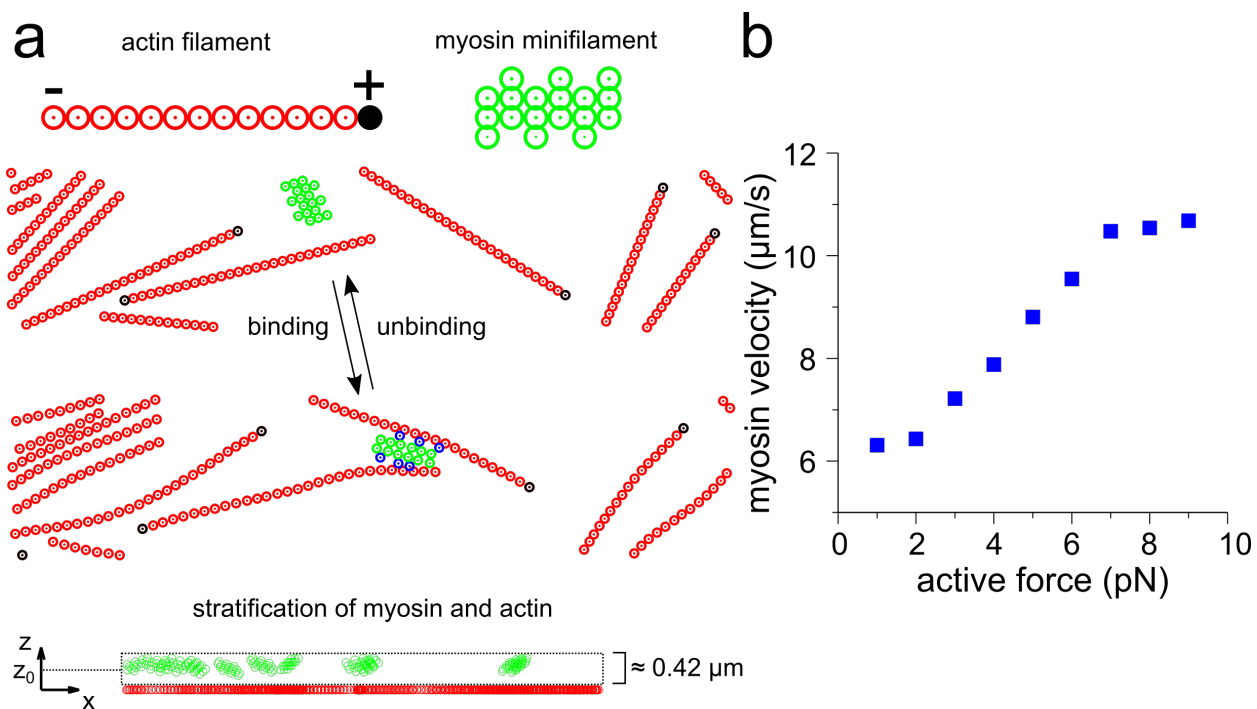 a
actin filament
myosin minifilament
- +
binding
unbinding
stratification of myosin and actin
z
z0
x
≈ 0.42 µm
b
myosin velocity (µm/s)
12
10
8
6
0 2 4 6 8 10
active force (pN)